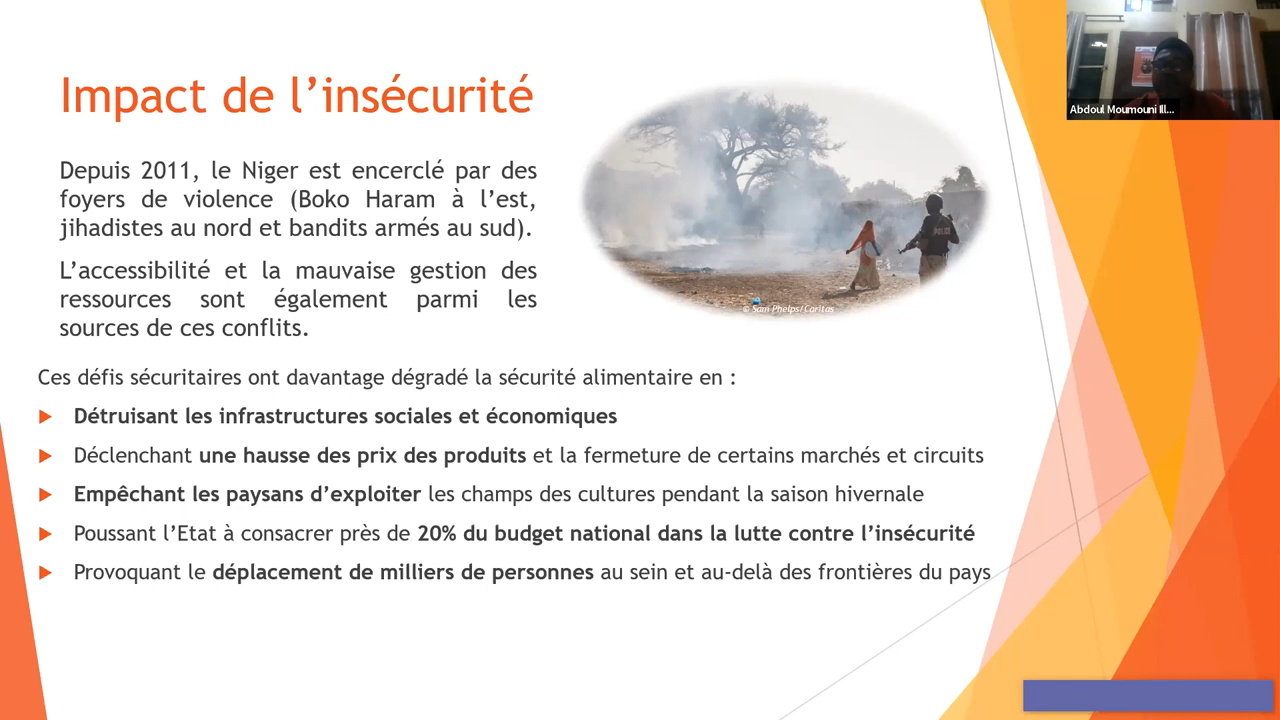 Impact de l’insécurité
Depuis 2011, le Niger est encerclé par des
foyers de violence (Boko Haram à l’est,
jihadistes au nord et bandits armés au sud).
L’accessibilité et la mauvaise gestion des
ressources sont également parmi les
sources de ces conflits.
POLICE
© Sam Phelps/Caritas
Ces défis sécuritaires ont davantage dégradé la sécurité alimentaire en :
Détruisant les infrastructures sociales et économiques
Déclenchant une hausse des prix des produits et la fermeture de certains marchés et circuits
Empêchant les paysans d’exploiter les champs des cultures pendant la saison hivernale
Poussant l’Etat à consacrer près de 20% du budget national dans la lutte contre l’insécurité
Provoquant le déplacement de milliers de personnes au sein et au-delà des frontières du pays
Abdoul Moumouni Ill...